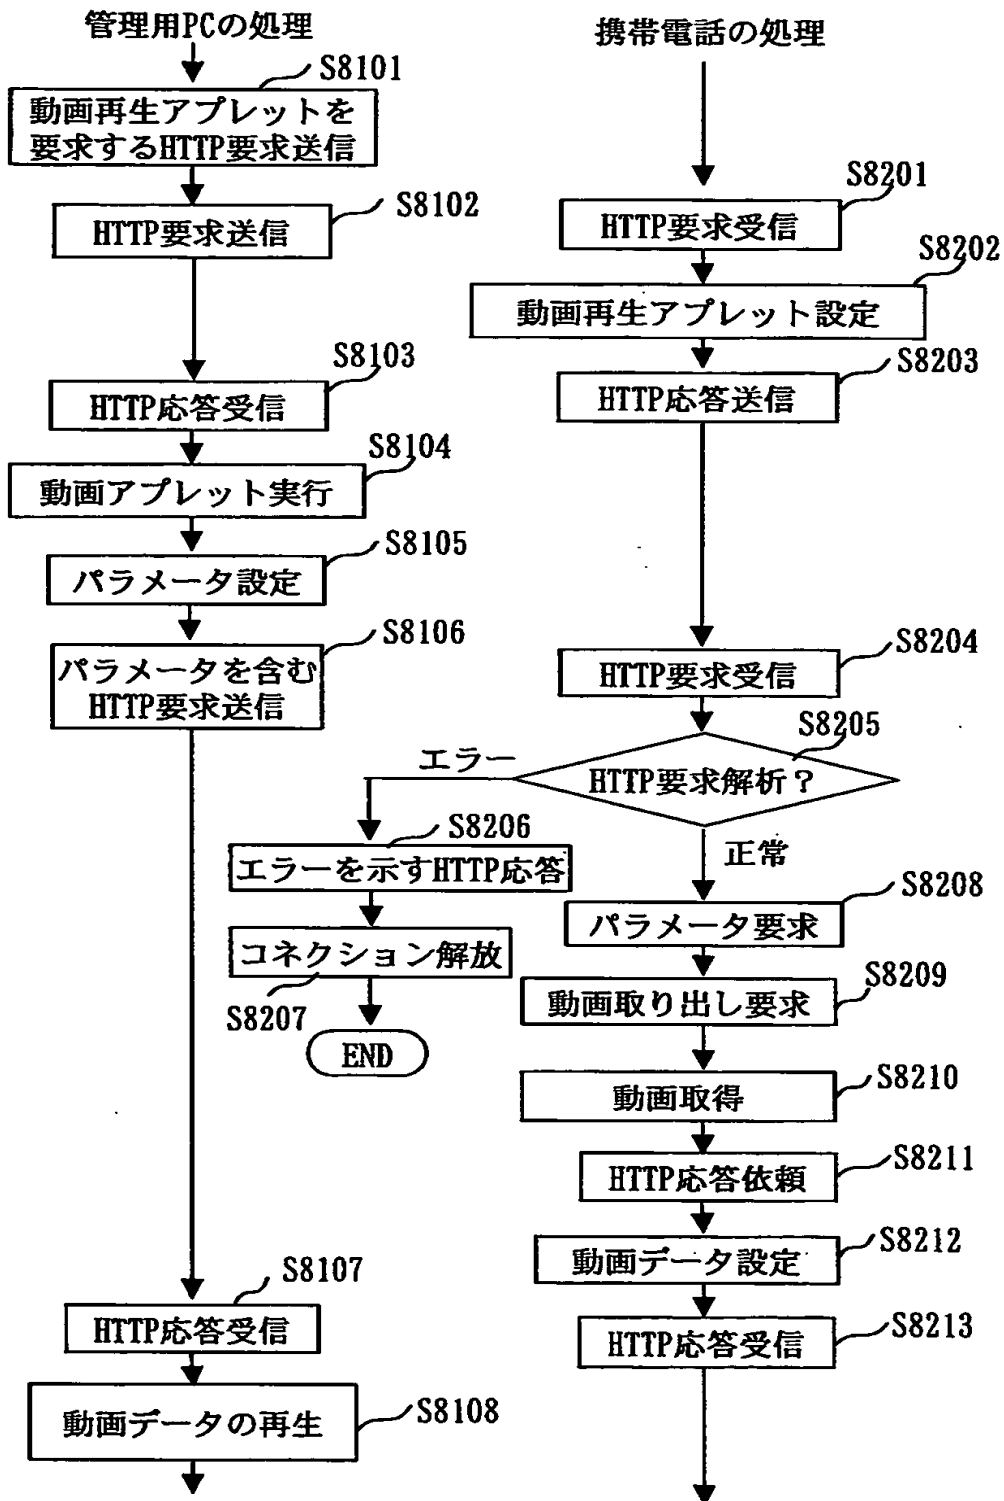 管理用PCの処理
S8101
動画再生アプレットを
要求するHTTP要求送信
S8102
HTTP要求送信
S8103
HTTP応答受信
S8104
動画アプレット実行
S8105
パラメータ設定
S8106
パラメータを含む
HTTP要求送信
S8107
HTTP応答受信
S8108
動画データの再生
携帯電話の処理
S8201
HTTP要求受信
S8202
動画再生アプレット設定
S8203
HTTP応答送信
S8204
HTTP要求受信
S8205
HTTP要求解析?
エラー
S8206
エラーを示すHTTP応答
コネクション解放
S8207
END
正常
S8208
パラメータ要求
S8209
動画取り出し要求
S8210
動画取得
S8211
HTTP応答依頼
S8212
動画データ設定
S8213
HTTP応答受信